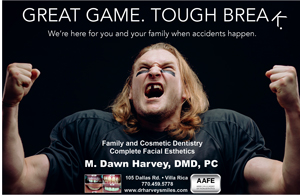 GREAT GAME. TOUGH BREAK.
We're here for you and your family when accidents happen.
Family and Cosmetic Dentistry
Complete Facial Esthetics
M. Dawn Harvey, DMD, PC
105 Dallas Rd. • Villa Rica
770.459.5778
www.drharveysmiles.com
AAFE